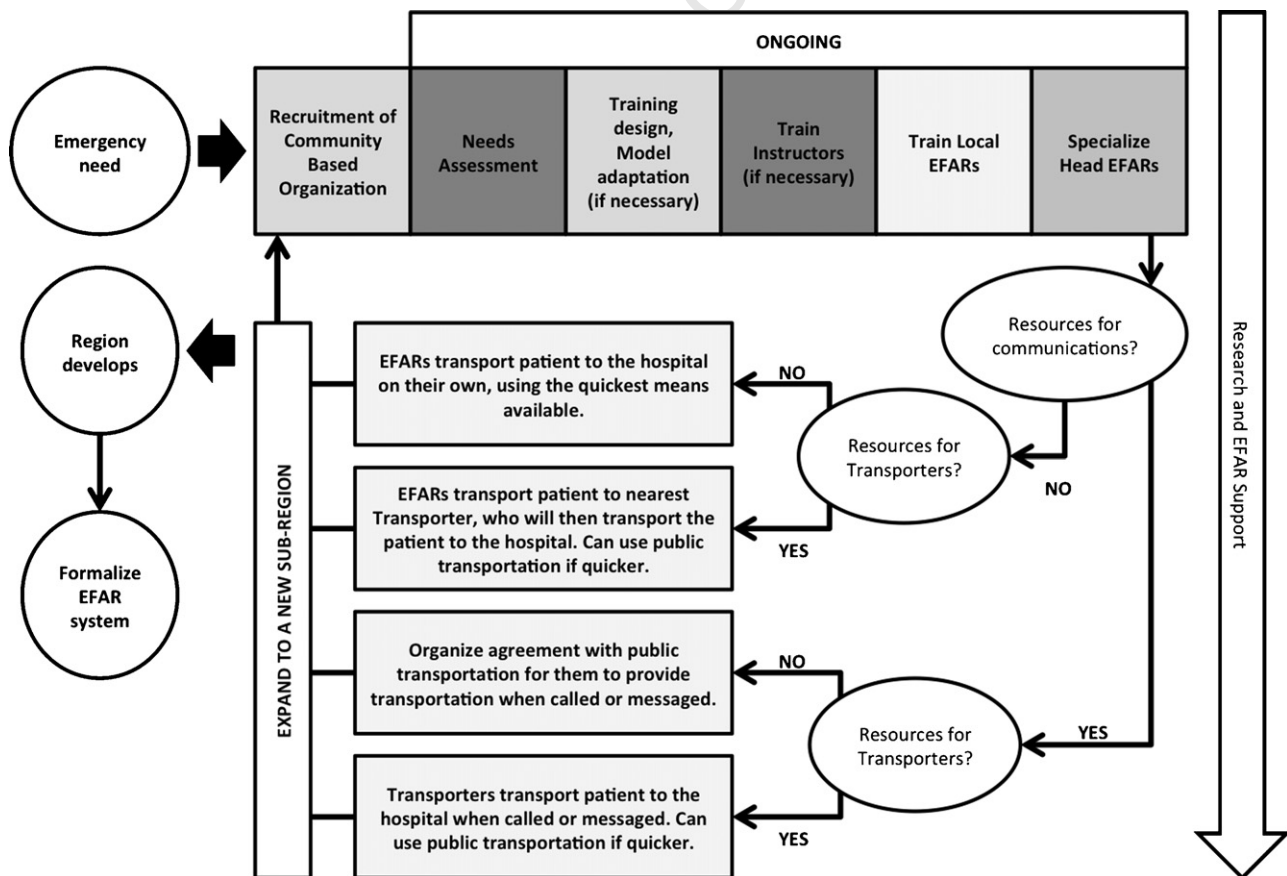 ONGOING
Emergency
need
Recruitment of
Community
Based
Organization
Needs
Assessment
Training
design,
Model
adaptation
(if necessary)
Train
Instructors
(if necessary)
Train Local
EFARs
Specialize
Head EFARs
Resources for
communications?
NO
YES
Resources for
Transporters?
NO
YES
EFARs transport patient to the hospital
on their own, using the quickest means
available.
EFARs transport patient to nearest
Transporter, who will then transport the
patient to the hospital. Can use public
transportation if quicker.
Resources for
Transporters?
NO
YES
Organize agreement with public
transportation for them to provide
transportation when called or messaged.
Transporters transport patient to the
hospital when called or messaged. Can
use public transportation if quicker.
EXPAND TO A NEW SUB-REGION
Region
develops
Formalize
EFAR
system
Research and EFAR Support